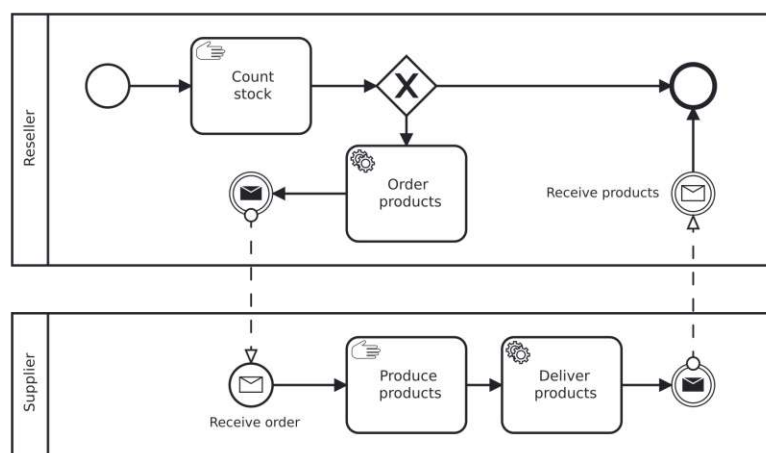 Reseller
Count
stock
Order
products
Receive products
Supplier
Receive order
Produce
products
Deliver
products